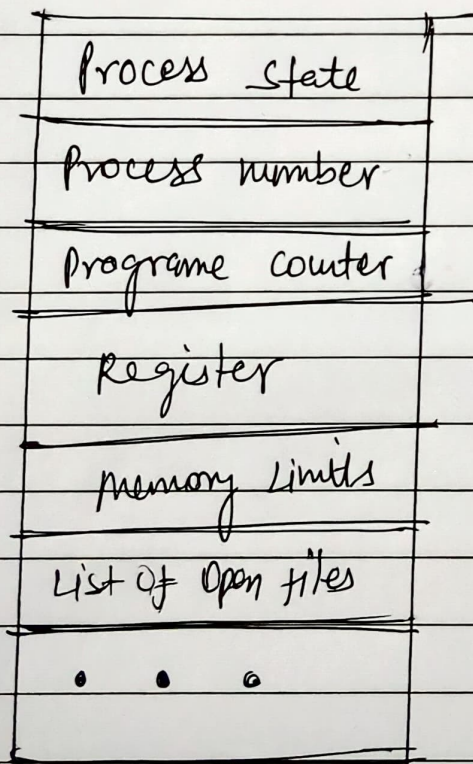 Process state
Process number
Programe counter
Register
Memory Limits
List Of Open files
• • •